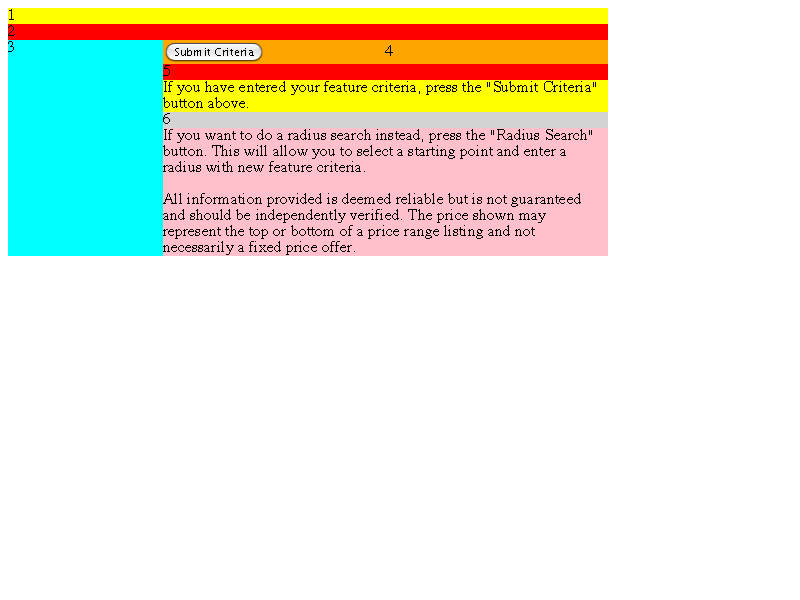 1
2
3
Submit Criteria 4
5
If you have entered your feature criteria, press the "Submit Criteria"
button above.
6
If you want to do a radius search instead, press the "Radius Search"
button. This will allow you to select a starting point and enter a
radius with new feature criteria.
All information provided is deemed reliable but is not guaranteed
and should be independently verified. The price shown may
represent the top or bottom of a price range listing and not
necessarily a fixed price offer.